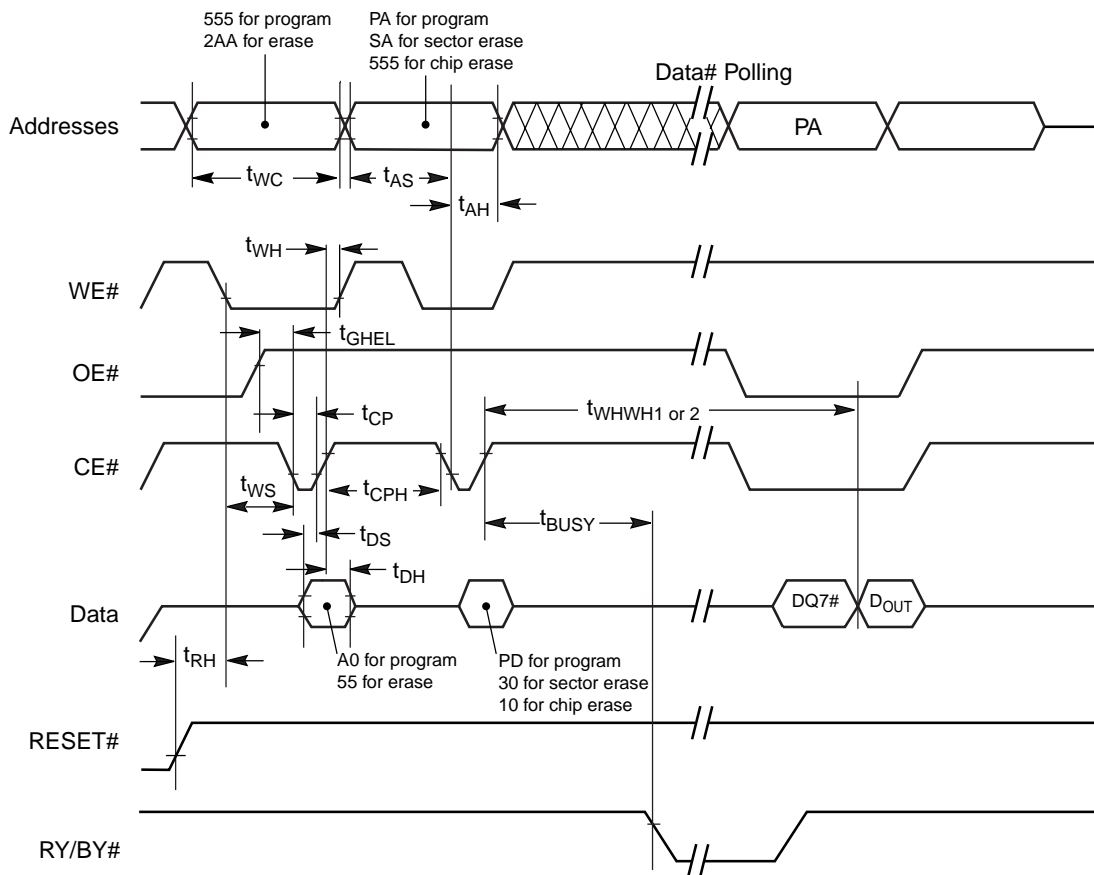 555 for program
2AA for erase
PA for program
SA for sector erase
555 for chip erase
Data# Polling
Addresses
PA
tWC
tAS
tAH
tWH
WE#
tGHEL
OE#
tWHWH1 or 2
tCP
CE#
tWS
tCPH
tBUSY
tDS
tDH
Data
DQ7#
DOUT
tRH
A0 for program
55 for erase
PD for program
30 for sector erase
10 for chip erase
RESET#
RY/BY#